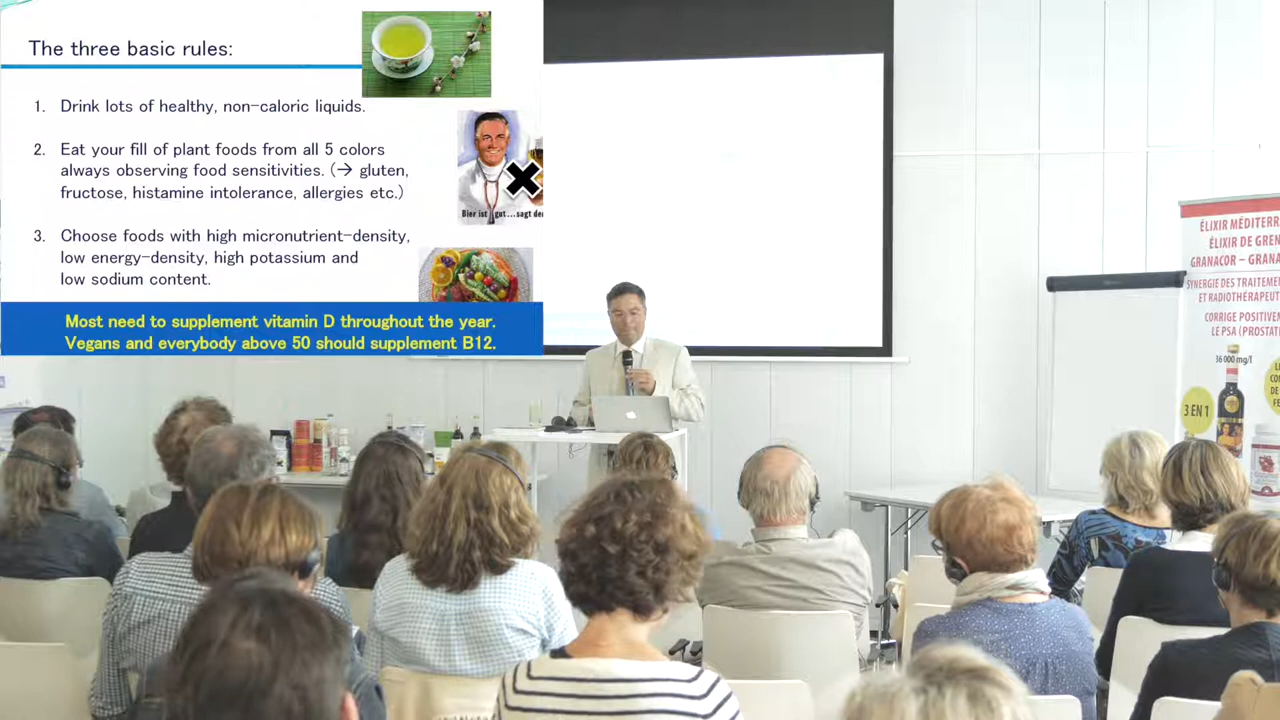 The three basic rules:
1. Drink lots of healthy, non-caloric liquids.
2. Eat your fill of plant foods from all 5 colors
always observing food sensitivities. (→ gluten,
fructose, histamine intolerance, allergies etc.)
Bier ist gut...sagt der
3. Choose foods with high micronutrient-density,
low energy-density, high potassium and
low sodium content.
Most need to supplement vitamin D throughout the year.
Vegans and everybody above 50 should supplement B12.
ÉLIXIR MÉDITERR
ÉLIXIR DE GREN
GRANACOR – GRANA
SYNERGIE DES TRAITEME
ET RADIOTHÉRAPEUT
CORRIGE POSITIVEM
LE PSA (PROSTAT
36 000 mg/l
3 EN 1